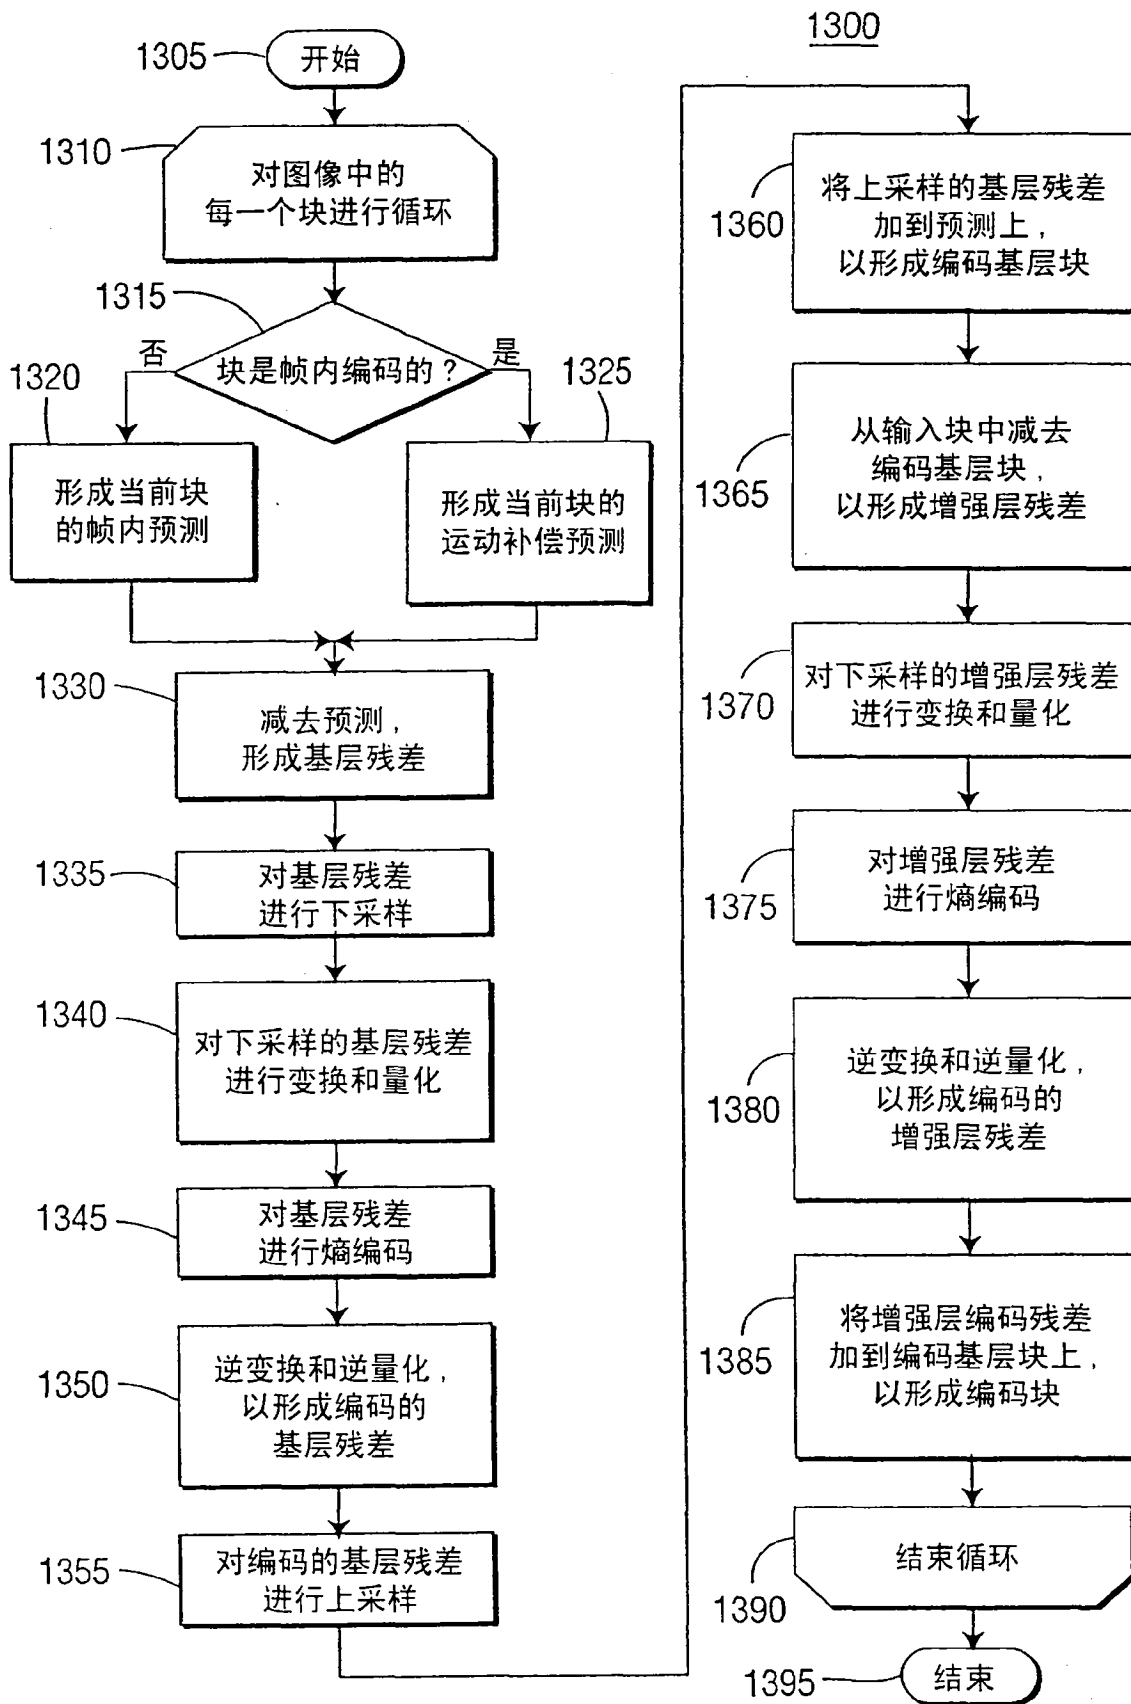 1300
1305
开始
1310
对图像中的
每一个块进行循环
1315
块是帧内编码的？
否
是
1320
形成当前块
的帧内预测
1325
形成当前块的
运动补偿预测
1330
减去预测，
形成基层残差
1335
对基层残差
进行下采样
1340
对下采样的基层残差
进行变换和量化
1345
对基层残差
进行熵编码
1350
逆变换和逆量化，
以形成编码的
基层残差
1355
对编码的基层残差
进行上采样
1360
将上采样的基层残差
加到预测上，
以形成编码基层块
1365
从输入块中减去
编码基层块，
以形成增强层残差
1370
对下采样的增强层残差
进行变换和量化
1375
对增强层残差
进行熵编码
1380
逆变换和逆量化，
以形成编码的
增强层残差
1385
将增强层编码残差
加到编码基层块上，
以形成编码块
1390
结束循环
1395
结束